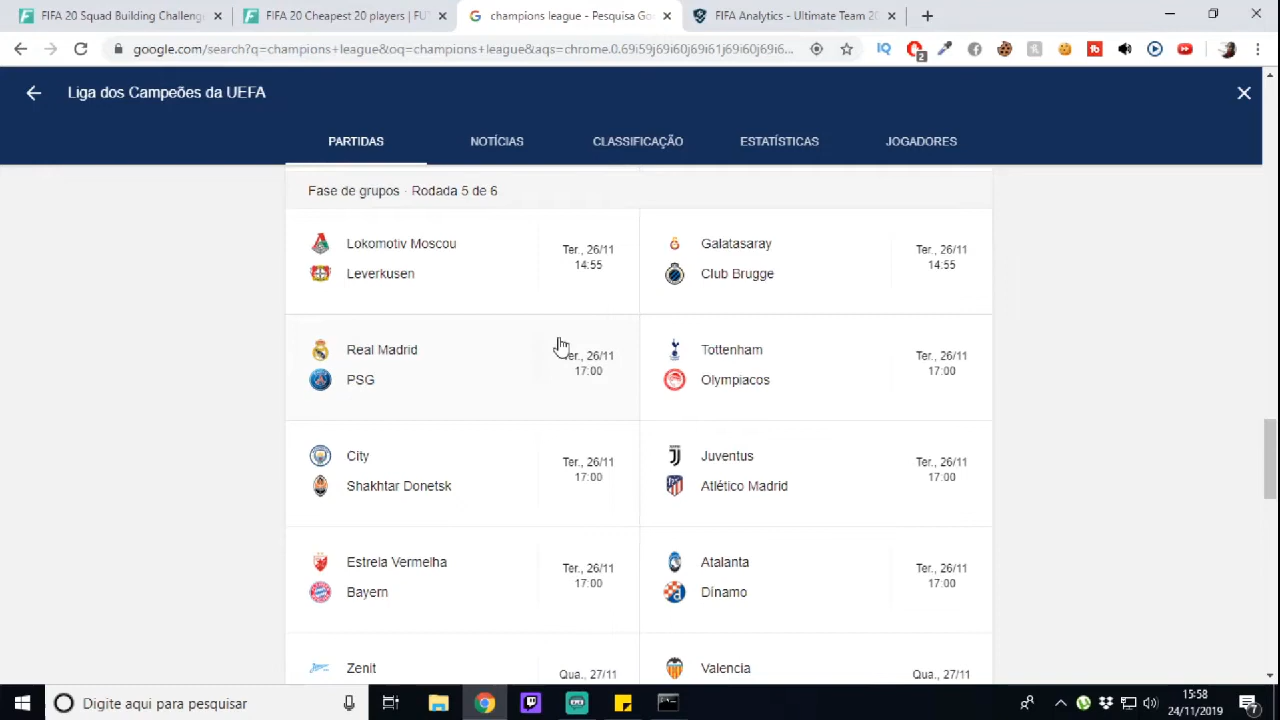 FIFA 20 Squad Building Challeng
FIFA 20 Cheapest 20 players | FU
champions league - Pesquisa Go
FIFA Analytics - Ultimate Team 20
google.com/search?q=champions+league&oq=champions+league&aqs=chrome.0.69i59j69i60j69i61j69i60j69i6...
IQ
2
Liga dos Campeões da UEFA
PARTIDAS
NOTÍCIAS
CLASSIFICAÇÃO
ESTATÍSTICAS
JOGADORES
Fase de grupos · Rodada 5 de 6
Lokomotiv Moscou
Leverkusen
Ter., 26/11
14:55
Galatasaray
Club Brugge
Ter., 26/11
14:55
Real Madrid
PSG
Ter., 26/11
17:00
Tottenham
Olympiacos
Ter., 26/11
17:00
City
Shakhtar Donetsk
Ter., 26/11
17:00
Juventus
Atlético Madrid
Ter., 26/11
17:00
Estrela Vermelha
Bayern
Ter., 26/11
17:00
Atalanta
Dínamo
Ter., 26/11
17:00
Zenit
Qua., 27/11
Valencia
Qua., 27/11
Digite aqui para pesquisar
15:58
24/11/2019
7